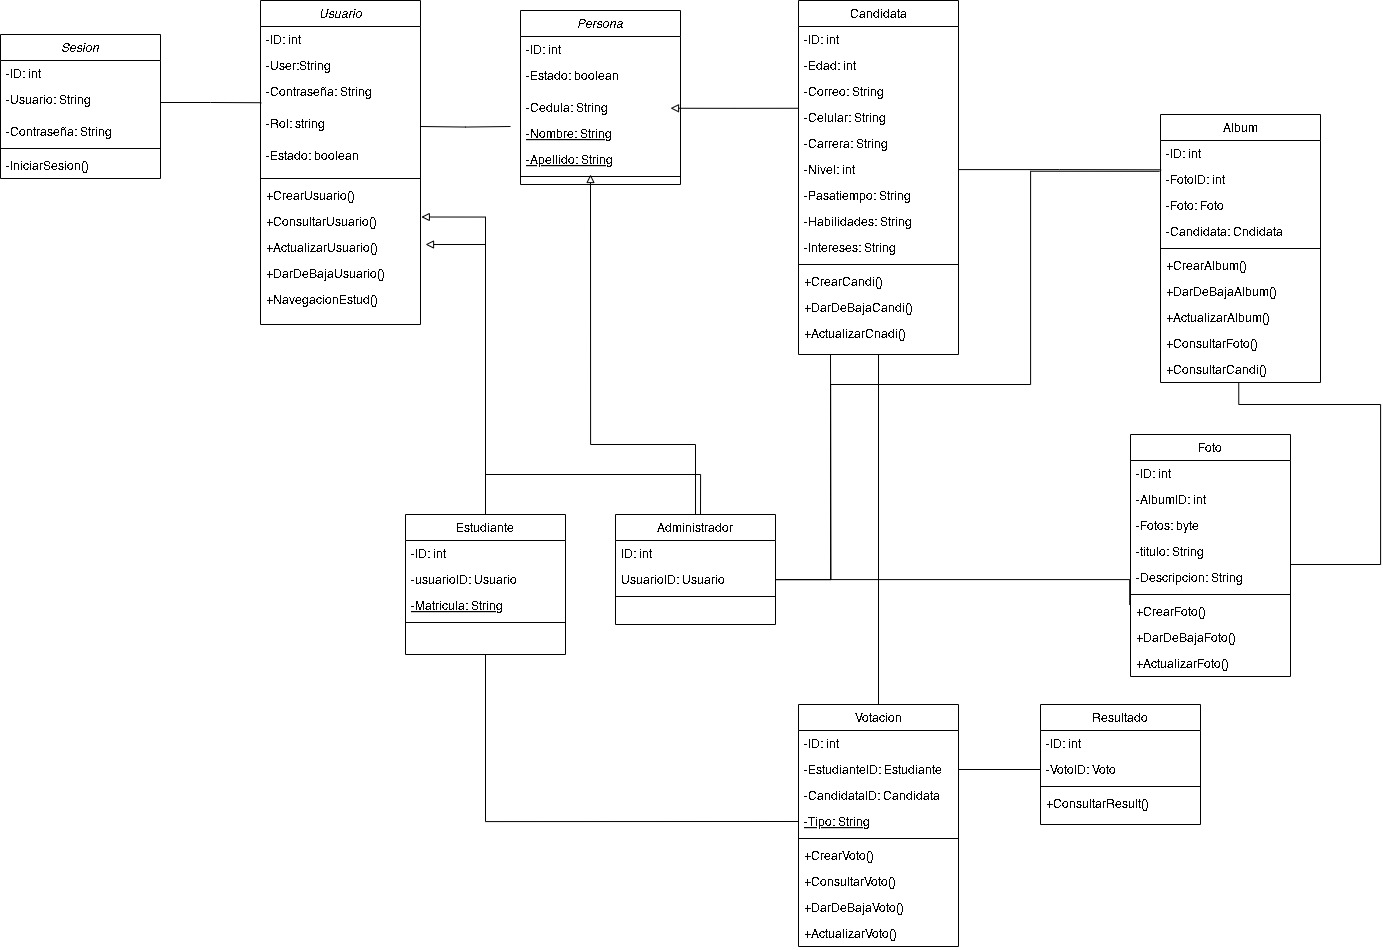 Sesion
-ID: int
-Usuario: String
-Contraseña: String
-IniciarSesion()
Usuario
-ID: int
-User:String
-Contraseña: String
-Rol: string
-Estado: boolean
+CrearUsuario()
+ConsultarUsuario()
+ActualizarUsuario()
+DarDeBajaUsuario()
+NavegacionEstud()
Persona
-ID: int
-Estado: boolean
-Cedula: String
-Nombre: String
-Apellido: String
Candidata
-ID: int
-Edad: int
-Correo: String
-Celular: String
-Carrera: String
-Nivel: int
-Pasatiempo: String
-Habilidades: String
-Intereses: String
+CrearCandi()
+DarDeBajaCandi()
+ActualizarCnadi()
Album
-ID: int
-FotoID: int
-Foto: Foto
-Candidata: Cndidata
+CrearAlbum()
+DarDeBajaAlbum()
+ActualizarAlbum()
+ConsultarFoto()
+ConsultarCandi()
Foto
-ID: int
-AlbumID: int
-Fotos: byte
-titulo: String
-Descripcion: String
+CrearFoto()
+DarDeBajaFoto()
+ActualizarFoto()
Estudiante
-ID: int
-usuarioID: Usuario
-Matricula: String
Administrador
ID: int
UsuarioID: Usuario
Votacion
-ID: int
-EstudianteID: Estudiante
-CandidataID: Candidata
-Tipo: String
+CrearVoto()
+ConsultarVoto()
+DarDeBajaVoto()
+ActualizarVoto()
Resultado
-ID: int
-VotoID: Voto
+ConsultarResult()